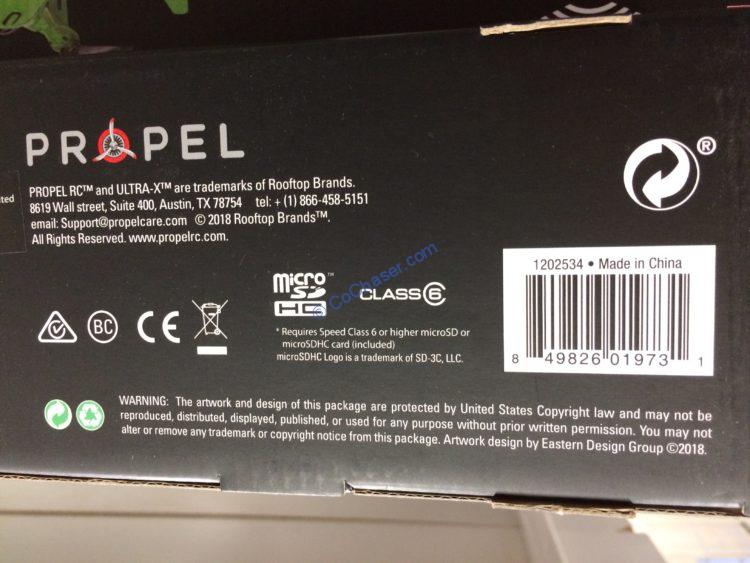 PROPEL
ted
PROPEL RC™ and ULTRA-X™ are trademarks of Rooftop Brands.
8619 Wall street, Suite 400, Austin, TX 78754 tel: + (1) 866-458-5151
email: Support@propelcare.com © 2018 Rooftop Brands™.
All Rights Reserved. www.propelrc.com.
®
1202534 • Made in China
8 49826 01973 1
micro™
SD
HC
CLASS 6
© CoChaser.com
BC
CE
* Requires Speed Class 6 or higher microSD or
microSDHC card (included)
microSDHC Logo is a trademark of SD-3C, LLC.
WARNING: The artwork and design of this package are protected by United States Copyright law and may not be
reproduced, distributed, displayed, published, or used for any purpose without prior written permission. You may not
alter or remove any trademark or copyright notice from this package. Artwork design by Eastern Design Group ©2018.